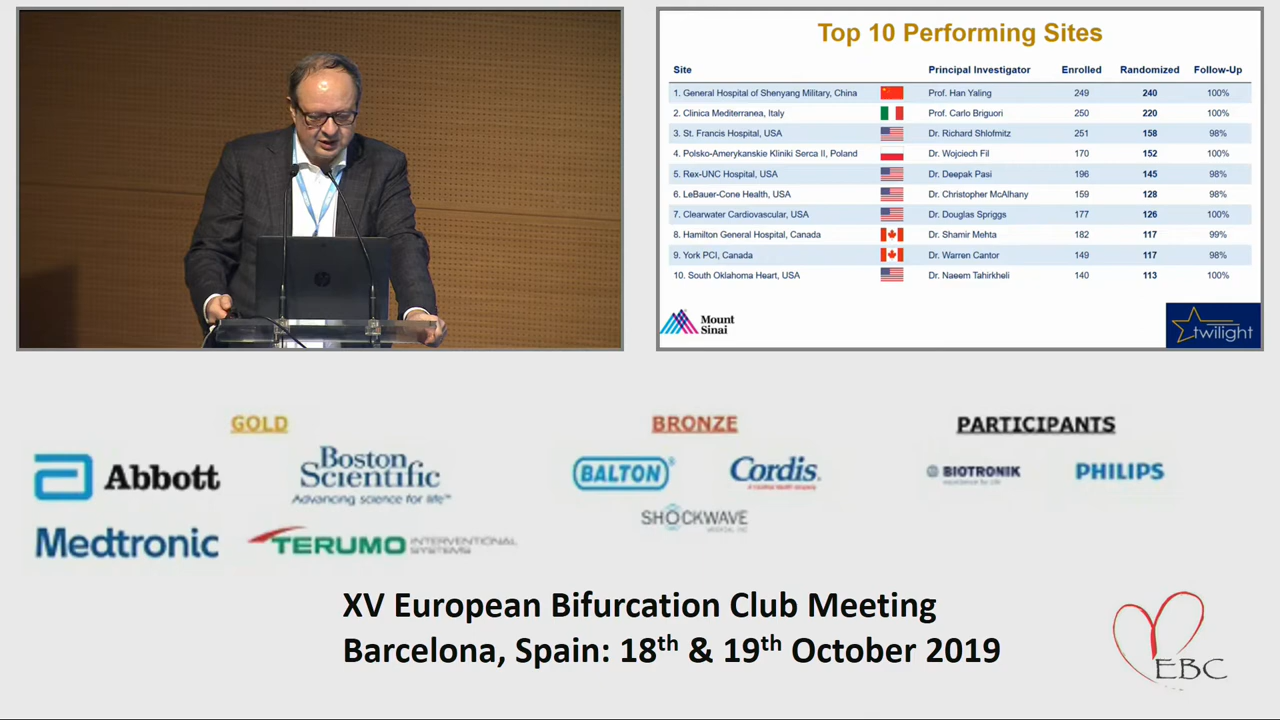 Top 10 Performing Sites
Site Principal Investigator Enrolled Randomized Follow-Up
1. General Hospital of Shenyang Military, China Prof. Han Yaling 249 240 100%
2. Clinica Mediterranea, Italy Prof. Carlo Briguori 250 220 100%
3. St. Francis Hospital, USA Dr. Richard Shlofmitz 251 158 98%
4. Polsko-Amerykanskie Kliniki Serca II, Poland Dr. Wojciech Fil 170 152 100%
5. Rex-UNC Hospital, USA Dr. Deepak Pasi 196 145 98%
6. LeBauer-Cone Health, USA Dr. Christopher McAlhany 159 128 98%
7. Clearwater Cardiovascular, USA Dr. Douglas Spriggs 177 126 100%
8. Hamilton General Hospital, Canada Dr. Shamir Mehta 182 117 99%
9. York PCI, Canada Dr. Warren Cantor 149 117 98%
10. South Oklahoma Heart, USA Dr. Naeem Tahirkheli 140 113 100%
Mount
Sinai
twilight
GOLD BRONZE PARTICIPANTS
Abbott
Boston
Scientific
Advancing science for life™
BALTON®
Cordis.
BIOTRONIK
PHILIPS
SHOCKWAVE
Medtronic
TERUMO INTERVENTIONAL
SYSTEMS
XV European Bifurcation Club Meeting
Barcelona, Spain: 18th & 19th October 2019
EBC